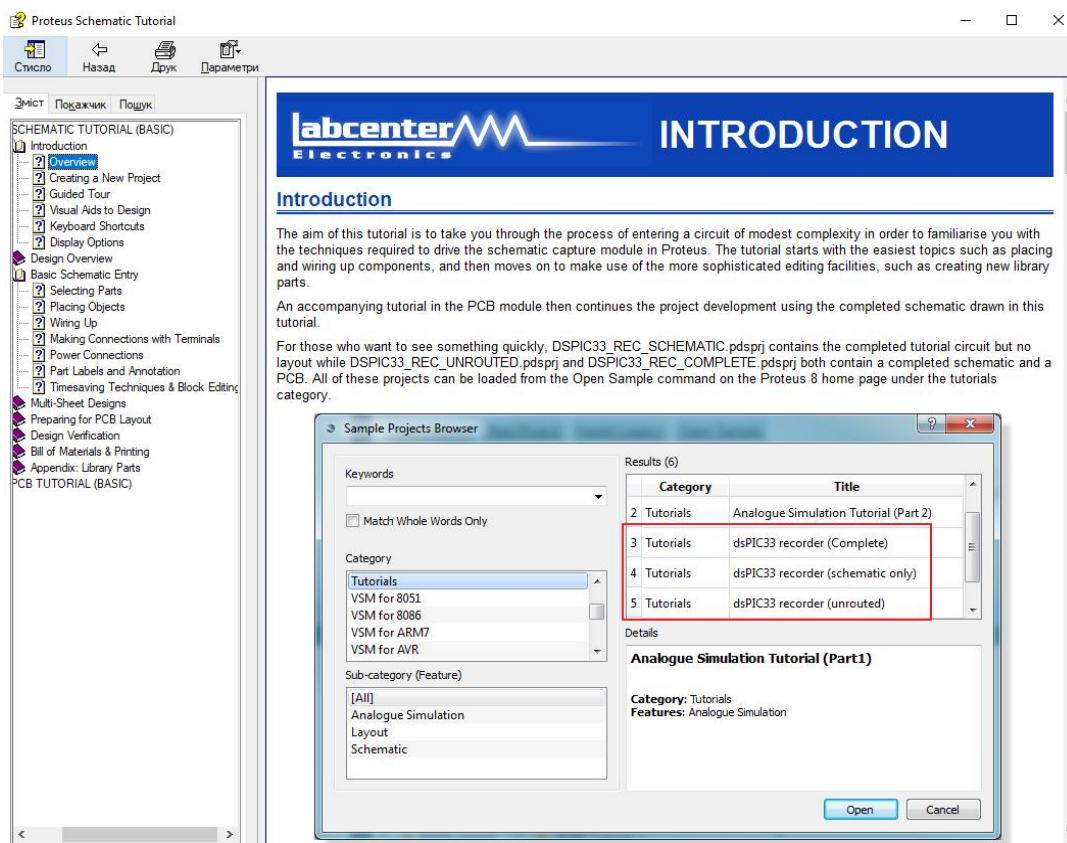 Proteus Schematic Tutorial
Стисло
Назад
Друк
Параметри
Зміст Покажчик Пошук
SCHEMATIC TUTORIAL (BASIC)
Introduction
Overview
Creating a New Project
Guided Tour
Visual Aids to Design
Keyboard Shortcuts
Display Options
Design Overview
Basic Schematic Entry
Selecting Parts
Placing Objects
Wiring Up
Making Connections with Terminals
Power Connections
Part Labels and Annotation
Timesaving Techniques & Block Editing
Multi-Sheet Designs
Preparing for PCB Layout
Design Verification
Bill of Materials & Printing
Appendix: Library Parts
PCB TUTORIAL (BASIC)
labcenter
Electronics
INTRODUCTION
Introduction
The aim of this tutorial is to take you through the process of entering a circuit of modest complexity in order to familiarise you with
the techniques required to drive the schematic capture module in Proteus. The tutorial starts with the easiest topics such as placing
and wiring up components, and then moves on to make use of the more sophisticated editing facilities, such as creating new library
parts.
An accompanying tutorial in the PCB module then continues the project development using the completed schematic drawn in this
tutorial.
For those who want to see something quickly, DSPIC33_REC_SCHEMATIC.pdsprj contains the completed tutorial circuit but no
layout while DSPIC33_REC_UNROUTED.pdsprj and DSPIC33_REC_COMPLETE.pdsprj both contain a completed schematic and a
PCB. All of these projects can be loaded from the Open Sample command on the Proteus 8 home page under the tutorials
category.
Sample Projects Browser
Keywords
Match Whole Words Only
Category
Tutorials
VSM for 8051
VSM for 8086
VSM for ARM7
VSM for AVR
Sub-category (Feature)
[All]
Analogue Simulation
Layout
Schematic
Results (6)
Category Title
2 Tutorials Analogue Simulation Tutorial (Part 2)
3 Tutorials dsPIC33 recorder (Complete)
4 Tutorials dsPIC33 recorder (schematic only)
5 Tutorials dsPIC33 recorder (unrouted)
Details
Analogue Simulation Tutorial (Part1)
Category: Tutorials
Features: Analogue Simulation
Open
Cancel